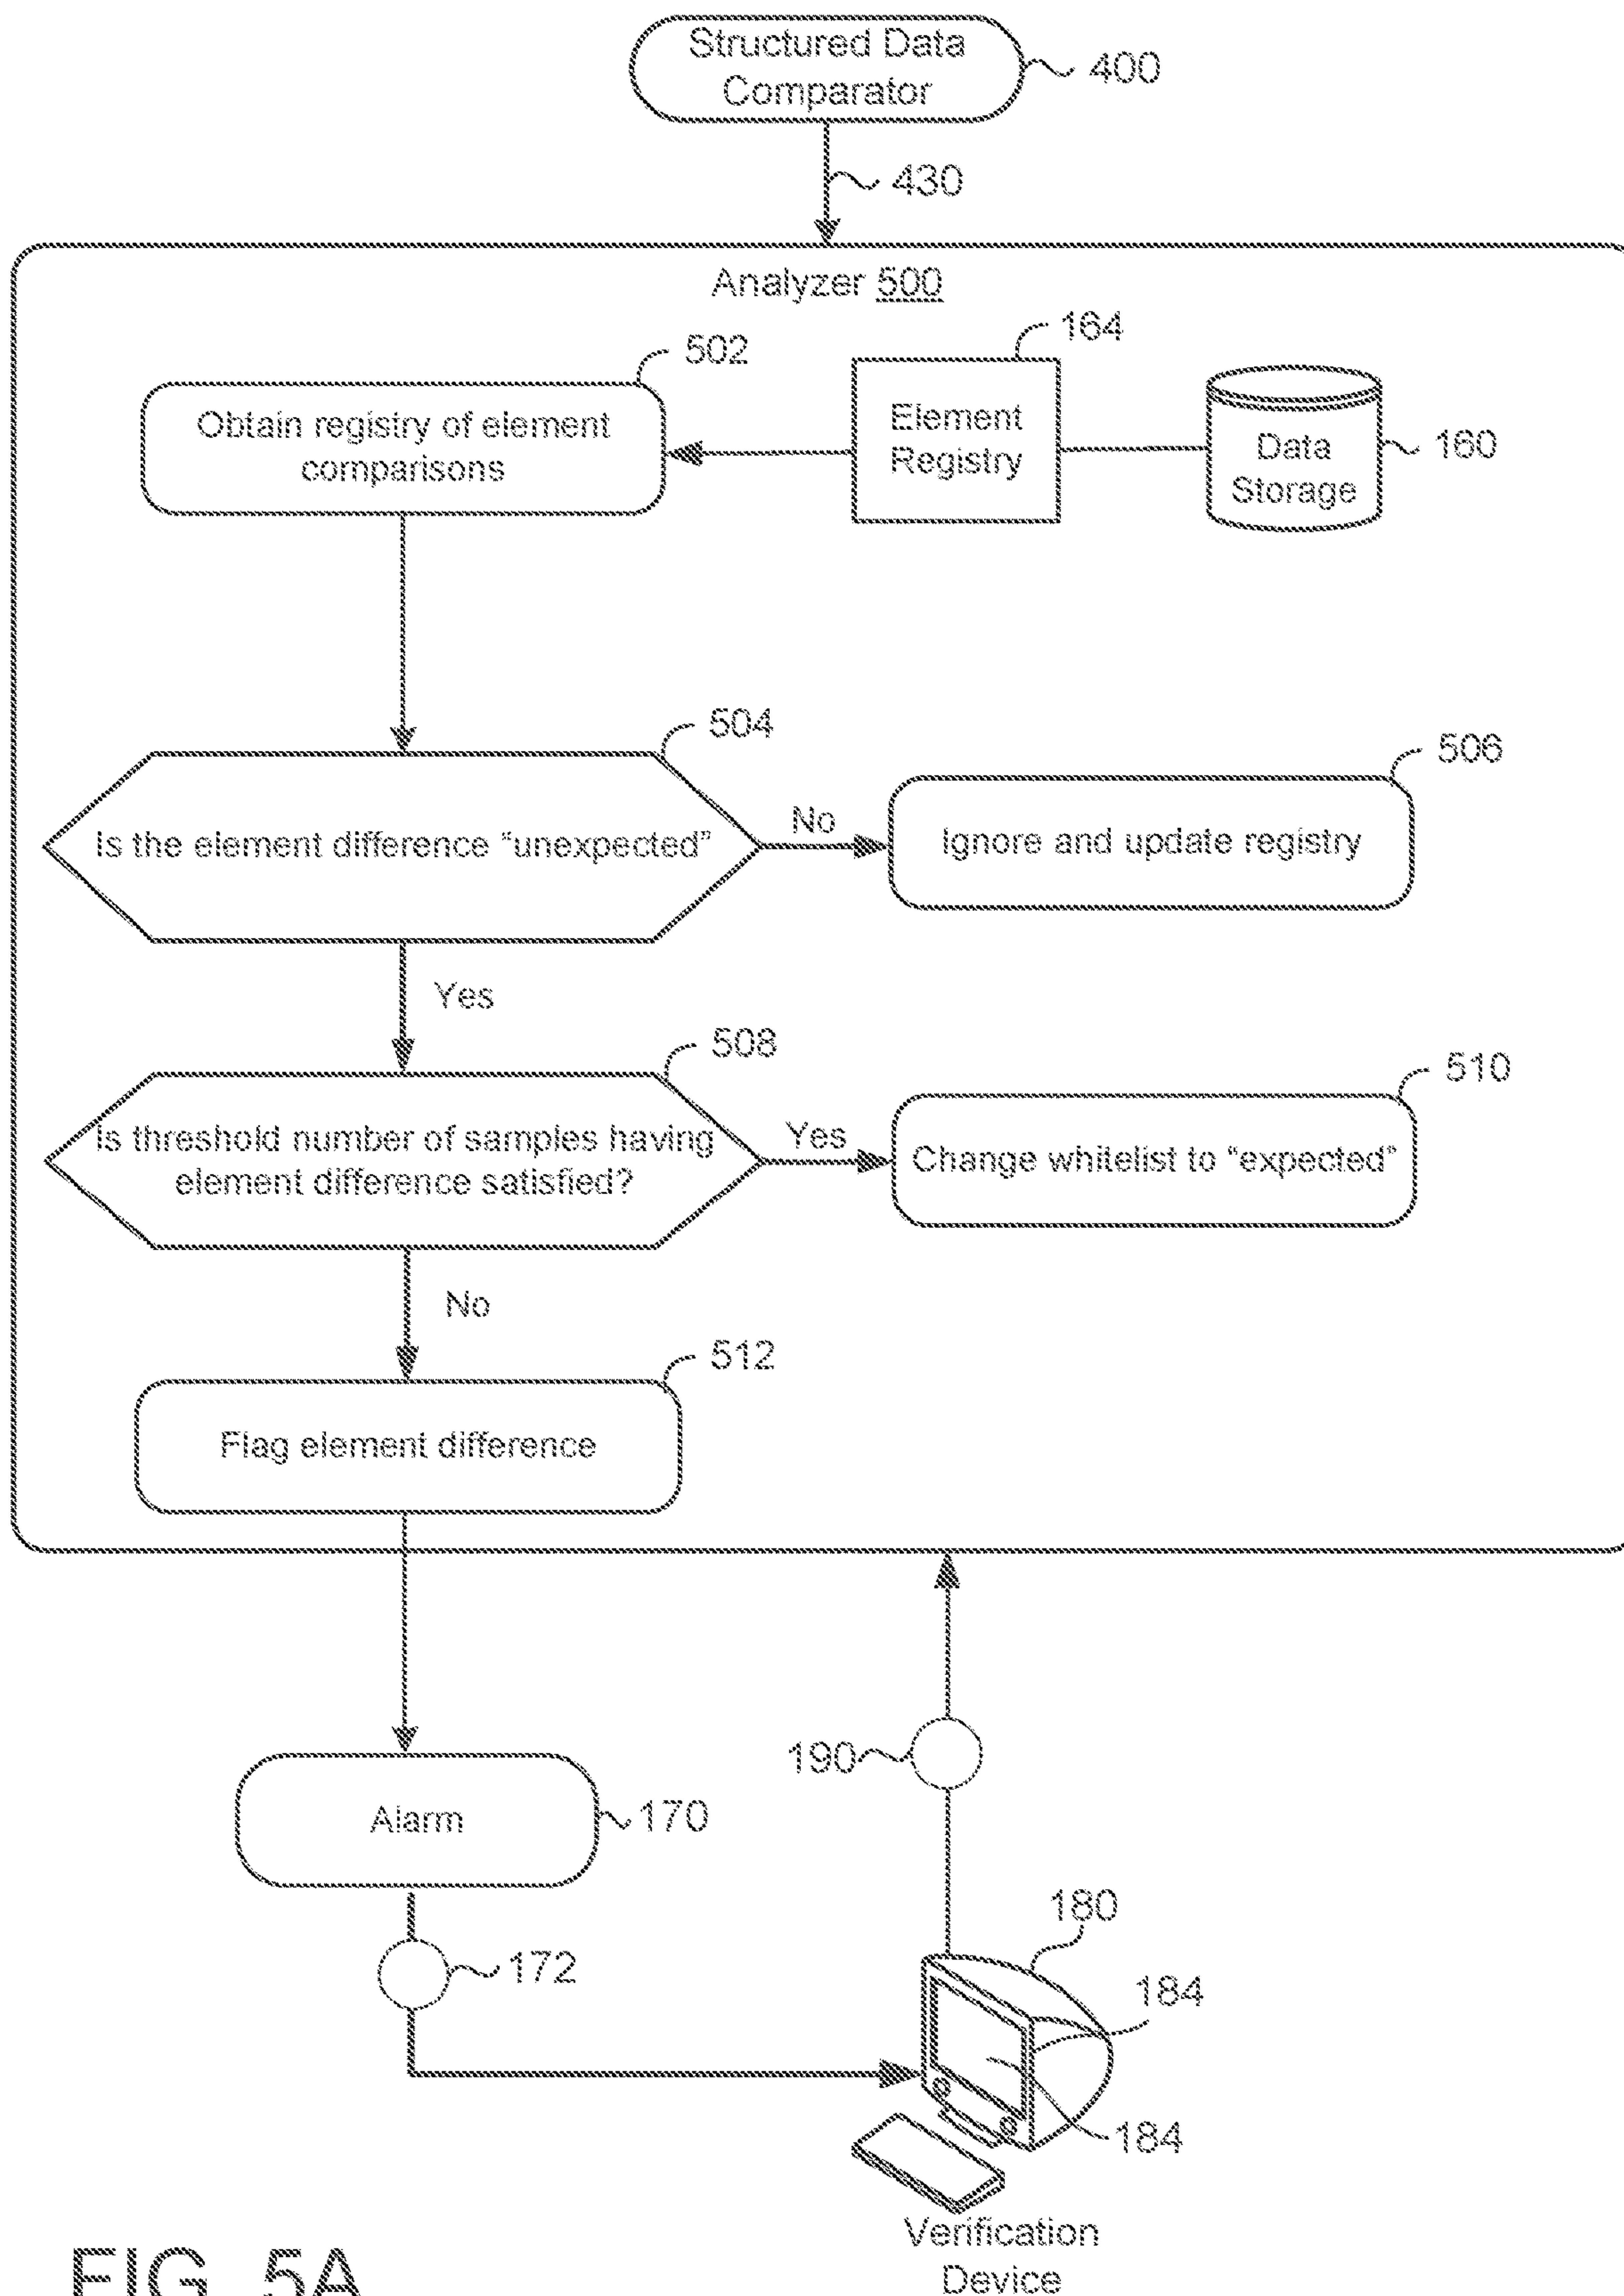 Structured Data
Comparator
400
430
Analyzer 500
164
502
Obtain registry of element
comparisons
Element
Registry
Data
Storage
160
504
506
Is the element difference “unexpected”
No
Ignore and update registry
Yes
508
510
Is threshold number of samples having
element difference satisfied?
Yes
Change whitelist to “expected”
No
512
Flag element difference
190
Alarm
170
180
172
184
184
Verification
Device
FIG. 5A